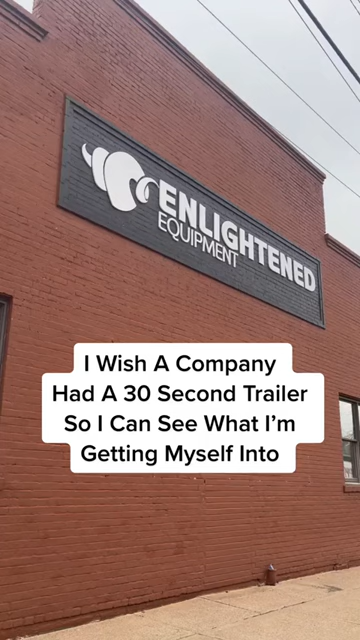 ENLIGHTENED
EQUIPMENT
I Wish A Company
Had A 30 Second Trailer
So I Can See What I’m
Getting Myself Into